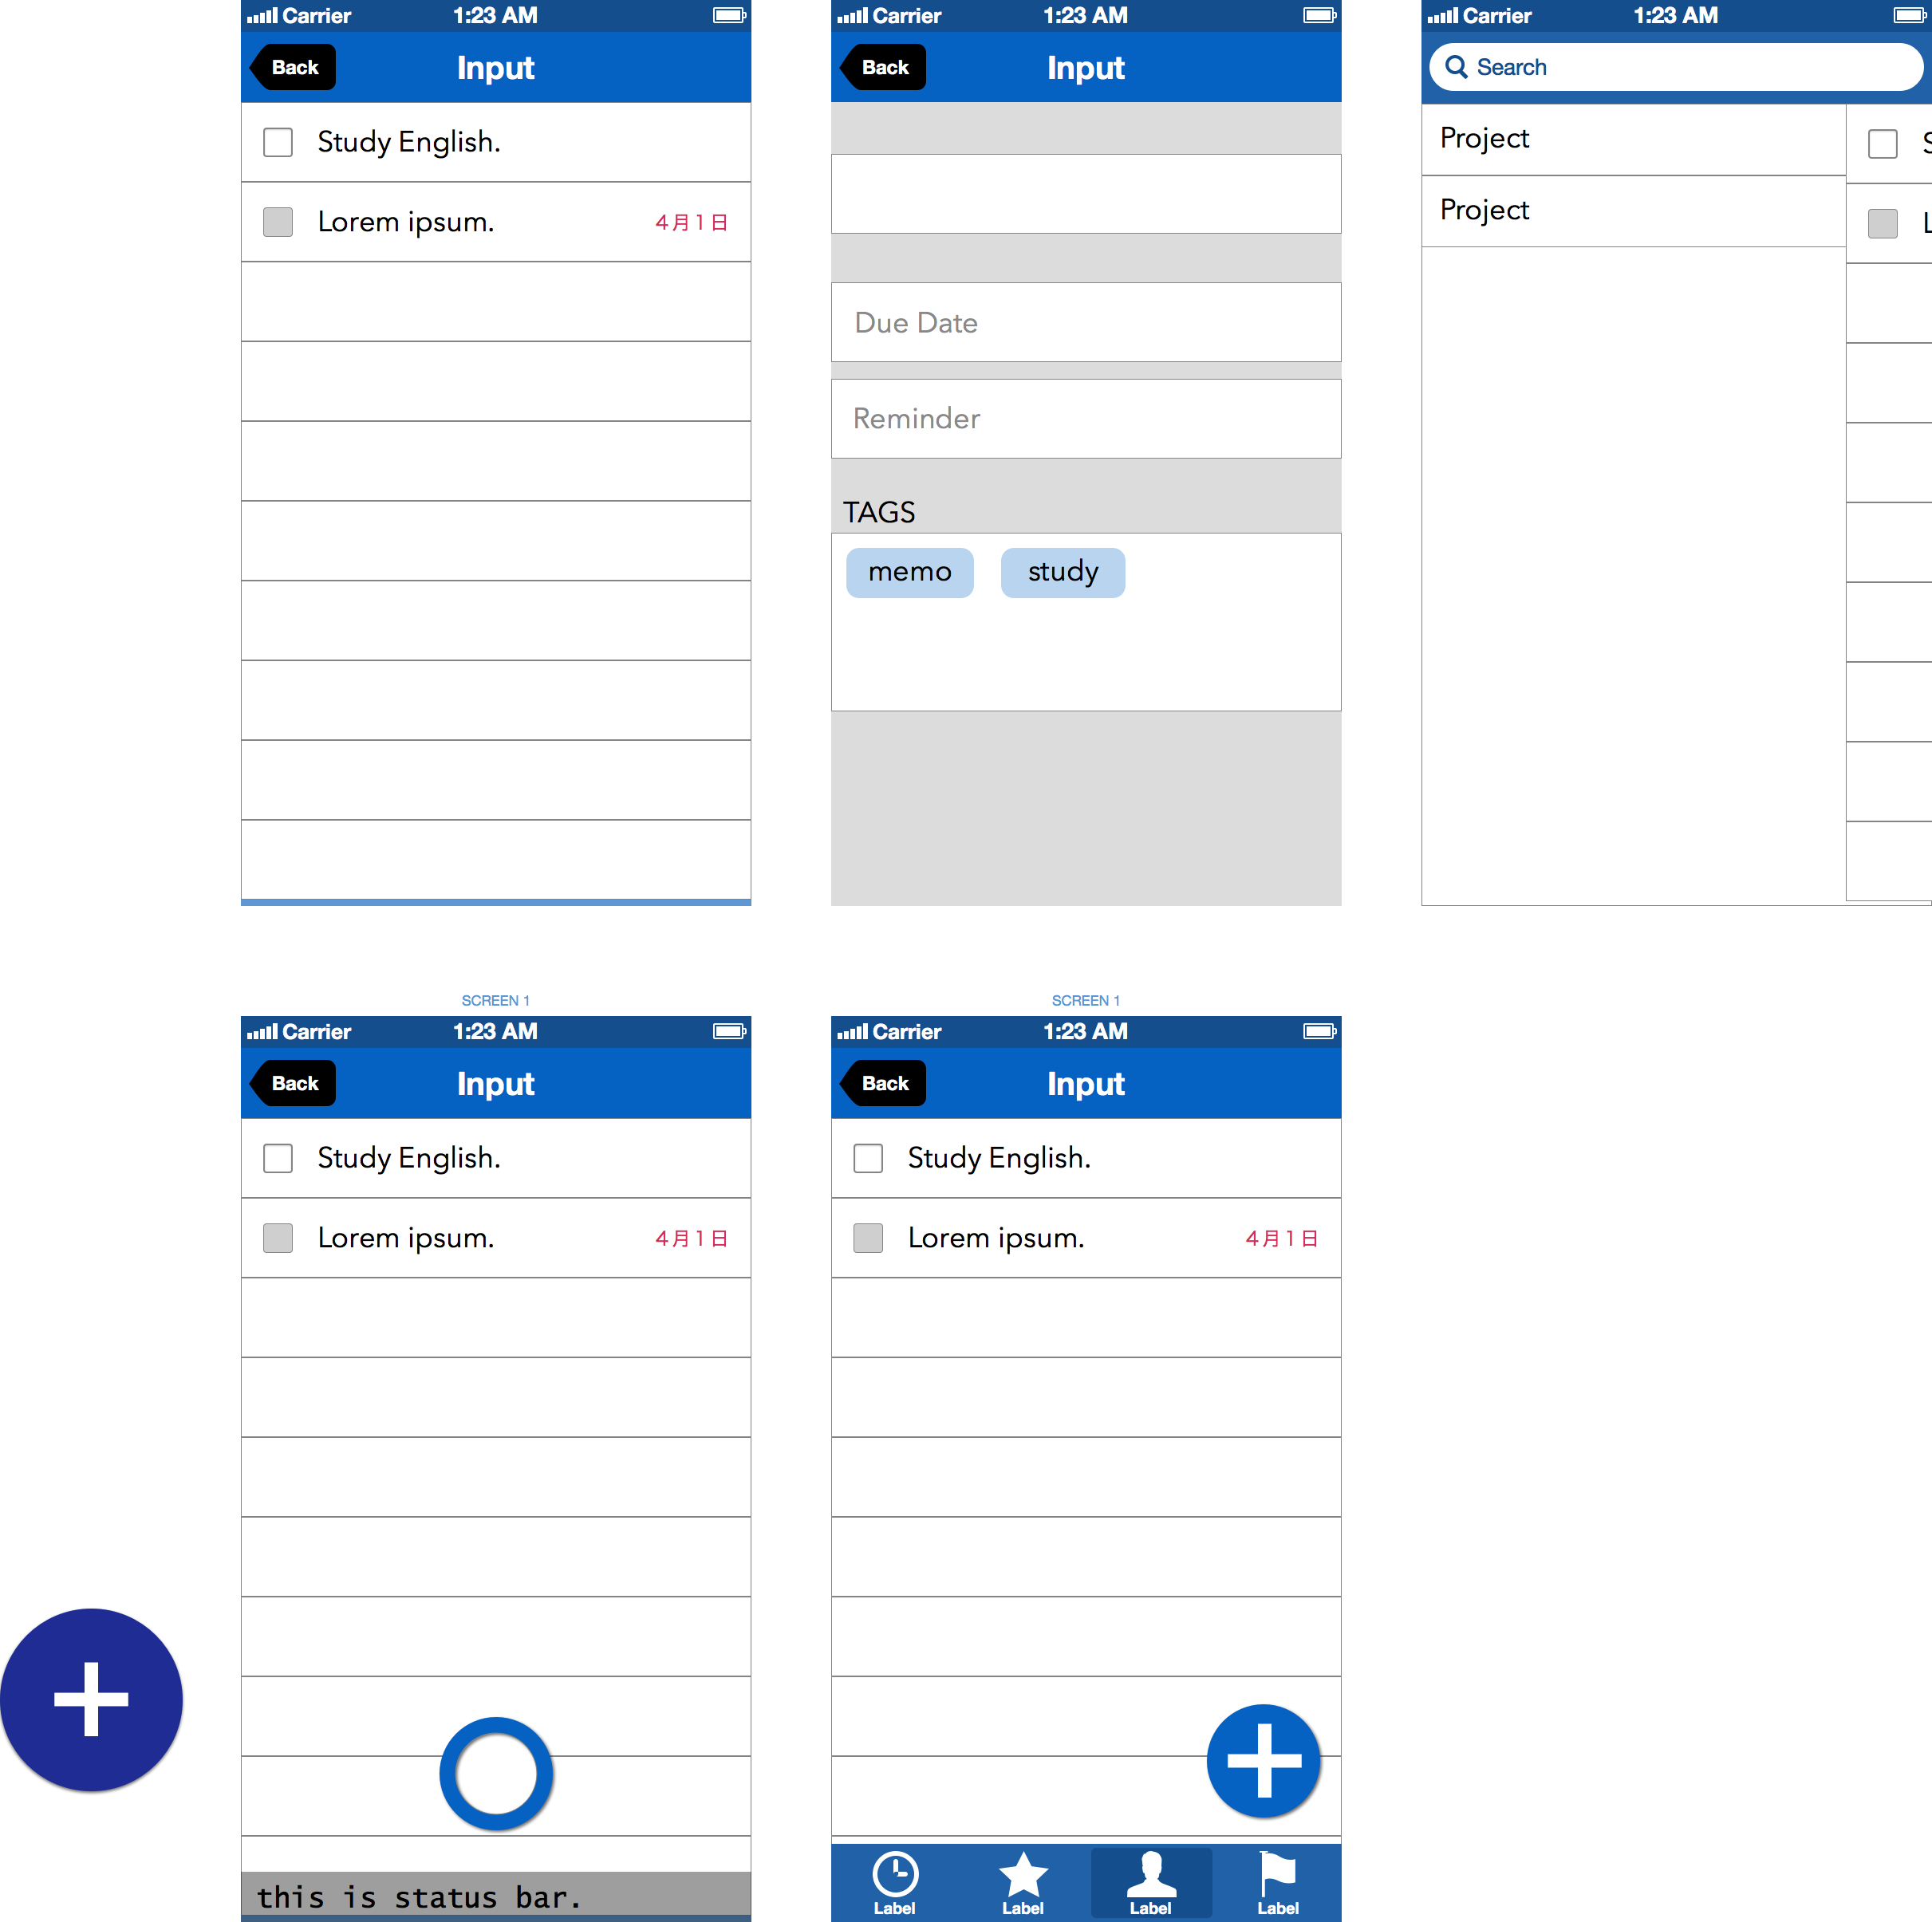 Carrier 1:23 AM
Back Input
Study English.
Lorem ipsum. 4月1日
Carrier 1:23 AM
Back Input
Due Date
Reminder
TAGS
memo study
Carrier 1:23 AM
Search
Project
Project
S
L
SCREEN 1
Carrier 1:23 AM
Back Input
Study English.
Lorem ipsum. 4月1日
this is status bar.
SCREEN 1
Carrier 1:23 AM
Back Input
Study English.
Lorem ipsum. 4月1日
Label Label Label Label